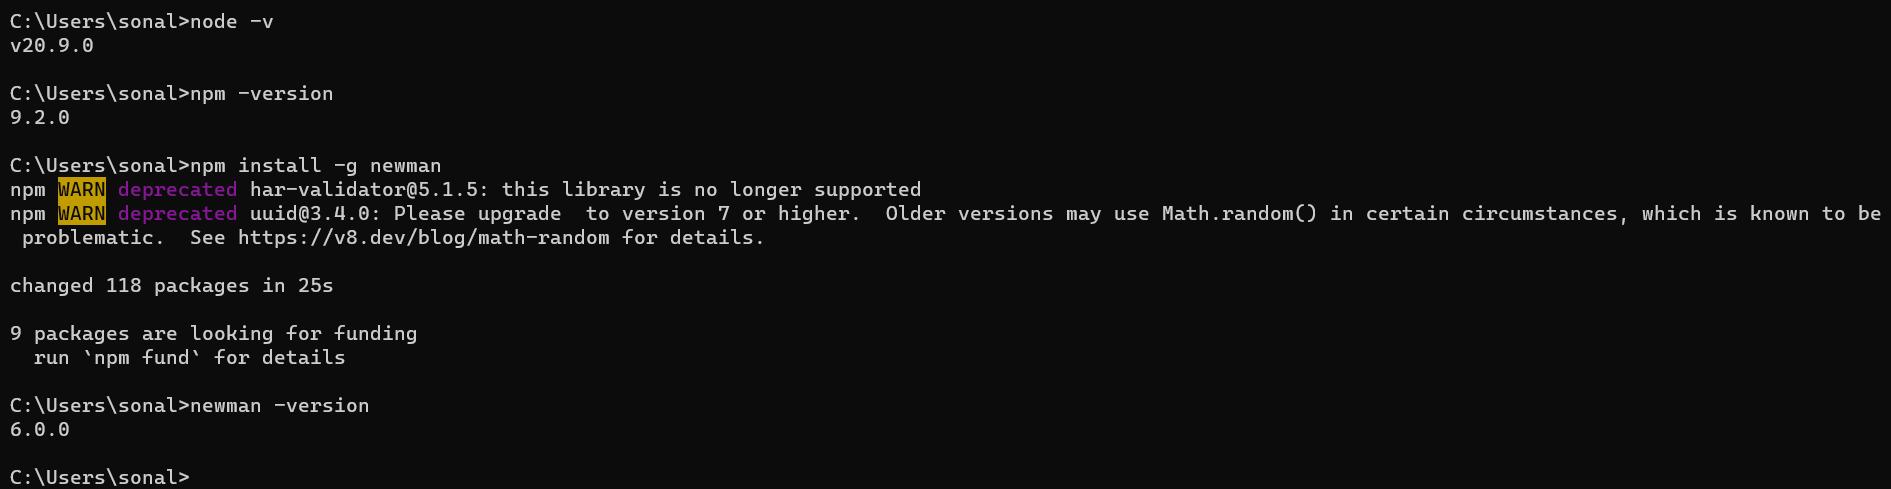 C:\Users\sonal>node -v
v20.9.0
C:\Users\sonal>npm -version
9.2.0
C:\Users\sonal>npm install -g newman
npm WARN deprecated har-validator@5.1.5: this library is no longer supported
npm WARN deprecated uuid@3.4.0: Please upgrade  to version 7 or higher.  Older versions may use Math.random() in certain circumstances, which is known to be
 problematic.  See https://v8.dev/blog/math-random for details.
changed 118 packages in 25s
9 packages are looking for funding
  run `npm fund` for details
C:\Users\sonal>newman -version
6.0.0
C:\Users\sonal>